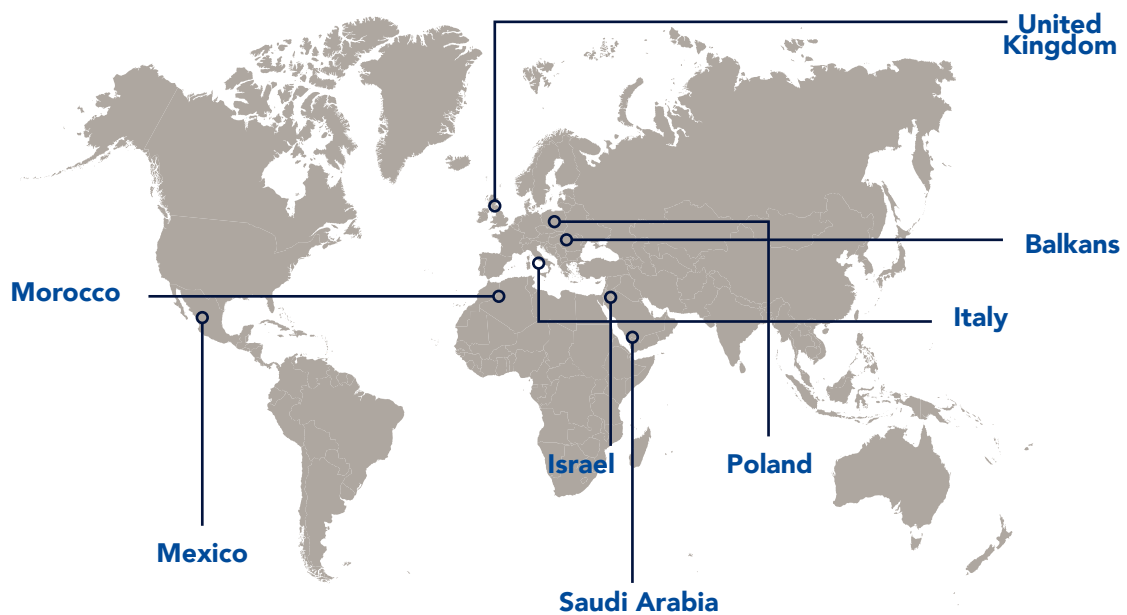 United
Kingdom
Balkans
Morocco
Italy
Israel
Poland
Mexico
Saudi Arabia